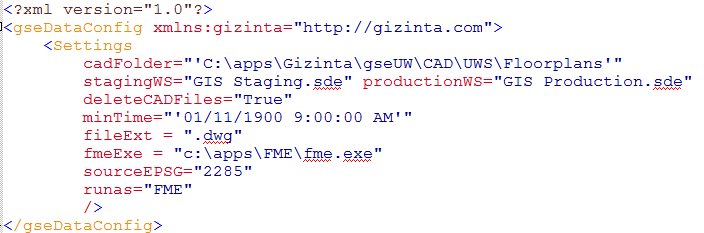 <?xml version="1.0"?>
<gseDataConfig xmlns:gizinta="http://gizinta.com">
<Settings
cadFolder="'C:\apps\Gizinta\gseUW\CAD\UWS\Floorplans'"
stagingWS="GIS Staging.sde" productionWS="GIS Production.sde"
deleteCADFiles="True"
minTime="'01/11/1900 9:00:00 AM'"
fileExt = ".dwg"
fmeExe = "c:\apps\FME\fme.exe"
sourceEPSG="2285"
runas="FME"
/>
</gseDataConfig>